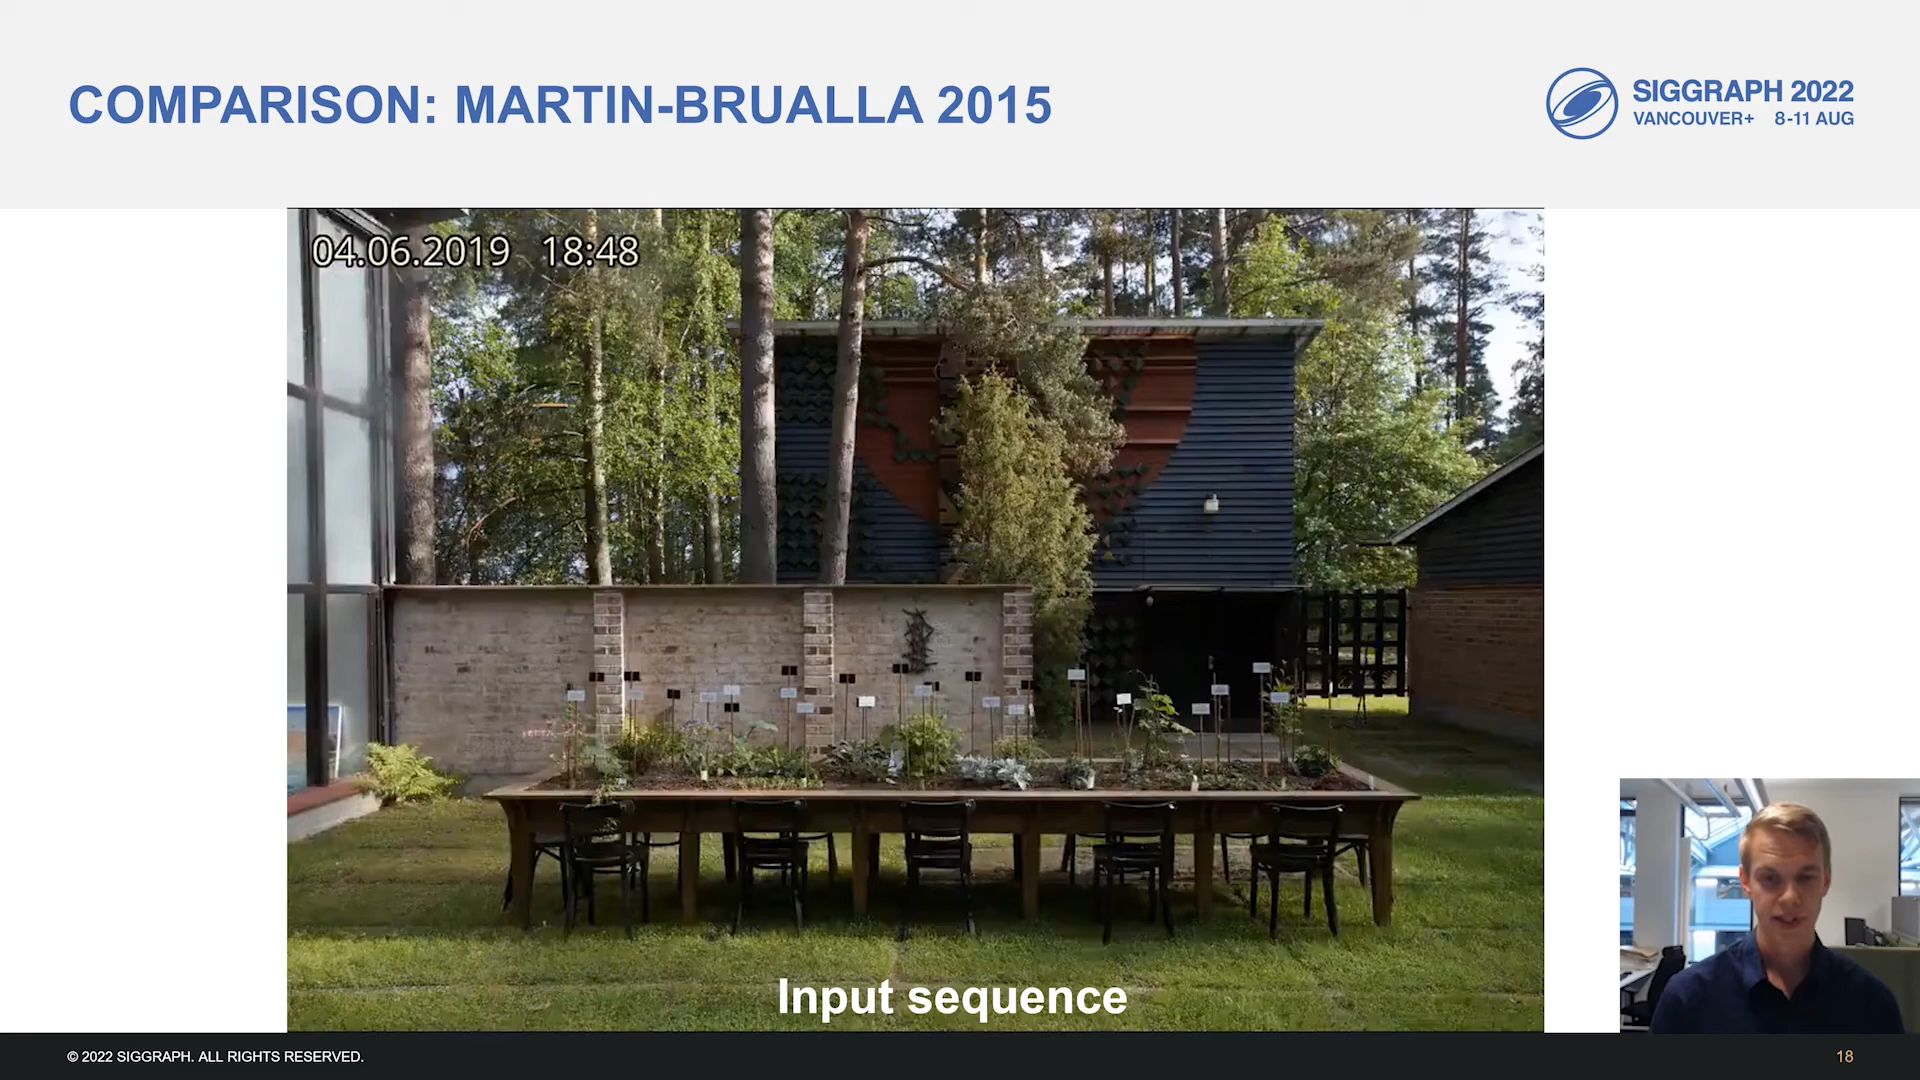 COMPARISON: MARTIN-BRUALLA 2015
SIGGRAPH 2022
VANCOUVER+ 8-11 AUG
04.06.2019 18:48
Input sequence
© 2022 SIGGRAPH. ALL RIGHTS RESERVED.
18